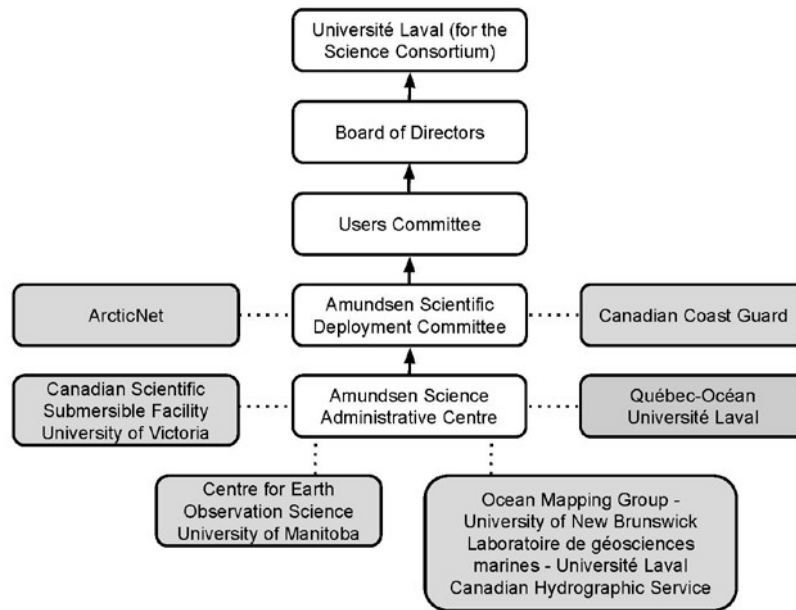 Université Laval (for the
Science Consortium)
Board of Directors
Users Committee
ArcticNet
Amundsen Scientific
Deployment Committee
Canadian Coast Guard
Canadian Scientific
Submersible Facility
University of Victoria
Amundsen Science
Administrative Centre
Québec-Océan
Université Laval
Centre for Earth
Observation Science
University of Manitoba
Ocean Mapping Group -
University of New Brunswick
Laboratoire de géosciences
marines - Université Laval
Canadian Hydrographic Service